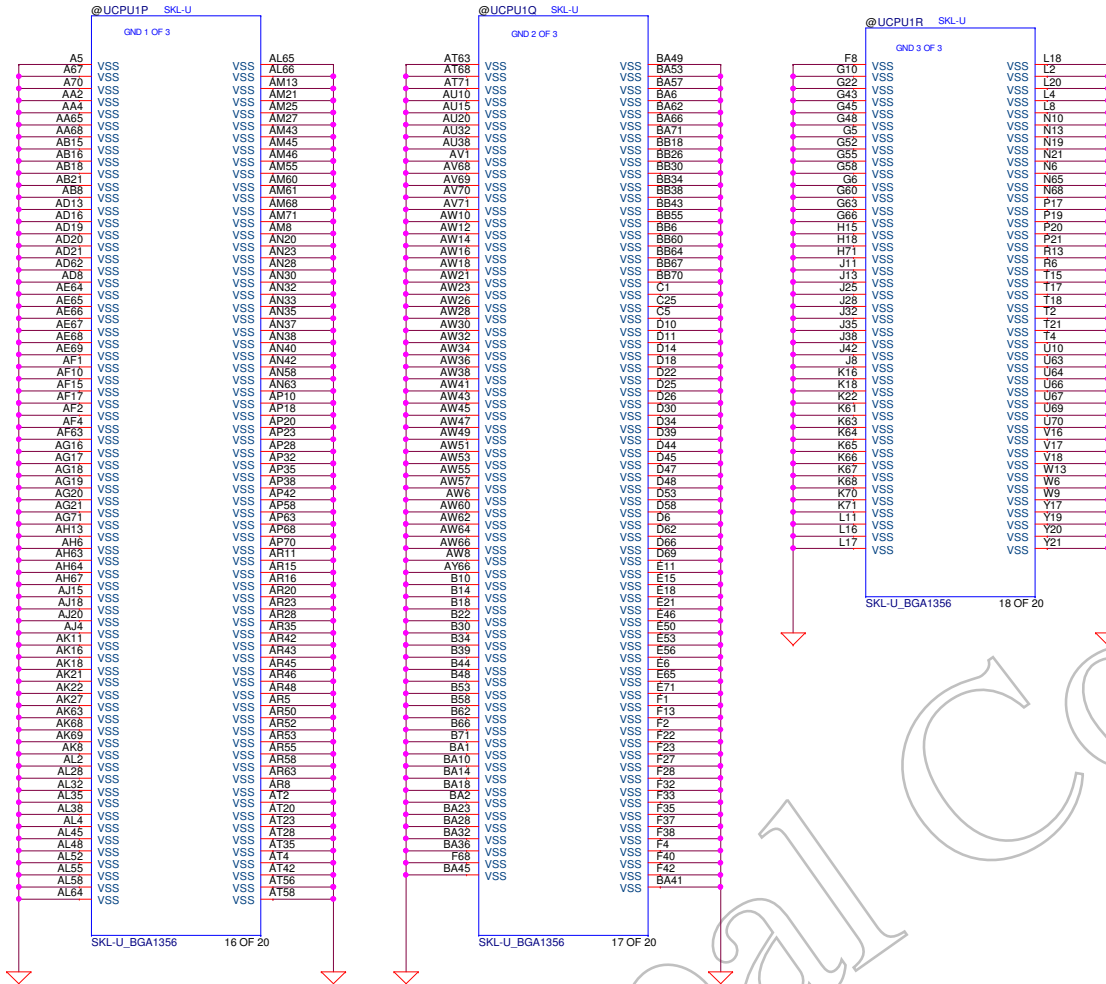 @UCPU1P SKL-U
GND 1 OF 3
A5 VSS VSS AL65
A67 VSS VSS AL66
A70 VSS VSS AM13
AA2 VSS VSS AM21
AA4 VSS VSS AM25
AA65 VSS VSS AM27
AA68 VSS VSS AM43
AB15 VSS VSS AM45
AB16 VSS VSS AM46
AB18 VSS VSS AM55
AB21 VSS VSS AM60
AB8 VSS VSS AM61
AD13 VSS VSS AM68
AD16 VSS VSS AM71
AD19 VSS VSS AM8
AD20 VSS VSS AN20
AD21 VSS VSS AN23
AD62 VSS VSS AN28
AD8 VSS VSS AN30
AE64 VSS VSS AN32
AE65 VSS VSS AN33
AE66 VSS VSS AN35
AE67 VSS VSS AN37
AE68 VSS VSS AN38
AE69 VSS VSS AN40
AF1 VSS VSS AN42
AF10 VSS VSS AN58
AF15 VSS VSS AN63
AF17 VSS VSS AP10
AF2 VSS VSS AP18
AF4 VSS VSS AP20
AF63 VSS VSS AP23
AG16 VSS VSS AP28
AG17 VSS VSS AP32
AG18 VSS VSS AP35
AG19 VSS VSS AP38
AG20 VSS VSS AP42
AG21 VSS VSS AP58
AG71 VSS VSS AP63
AH13 VSS VSS AP68
AH6 VSS VSS AP70
AH63 VSS VSS AR11
AH64 VSS VSS AR15
AH67 VSS VSS AR16
AJ15 VSS VSS AR20
AJ18 VSS VSS AR23
AJ20 VSS VSS AR28
AJ4 VSS VSS AR35
AK11 VSS VSS AR42
AK16 VSS VSS AR43
AK18 VSS VSS AR45
AK21 VSS VSS AR46
AK22 VSS VSS AR48
AK27 VSS VSS AR5
AK63 VSS VSS AR50
AK68 VSS VSS AR52
AK69 VSS VSS AR53
AK8 VSS VSS AR55
AL2 VSS VSS AR58
AL28 VSS VSS AR63
AL32 VSS VSS AR8
AL35 VSS VSS AT2
AL38 VSS VSS AT20
AL4 VSS VSS AT23
AL45 VSS VSS AT28
AL48 VSS VSS AT35
AL52 VSS VSS AT4
AL55 VSS VSS AT42
AL58 VSS VSS AT56
AL64 VSS VSS AT58
SKL-U_BGA1356 16 OF 20
@UCPU1Q SKL-U
GND 2 OF 3
AT63 VSS VSS BA49
AT68 VSS VSS BA53
AT71 VSS VSS BA57
AU10 VSS VSS BA6
AU15 VSS VSS BA62
AU20 VSS VSS BA66
AU32 VSS VSS BA71
AU38 VSS VSS BB18
AV1 VSS VSS BB26
AV68 VSS VSS BB30
AV69 VSS VSS BB34
AV70 VSS VSS BB38
AV71 VSS VSS BB43
AW10 VSS VSS BB55
AW12 VSS VSS BB6
AW14 VSS VSS BB60
AW16 VSS VSS BB64
AW18 VSS VSS BB67
AW21 VSS VSS BB70
AW23 VSS VSS C1
AW26 VSS VSS C25
AW28 VSS VSS C5
AW30 VSS VSS D10
AW32 VSS VSS D11
AW34 VSS VSS D14
AW36 VSS VSS D18
AW38 VSS VSS D22
AW41 VSS VSS D25
AW43 VSS VSS D26
AW45 VSS VSS D30
AW47 VSS VSS D34
AW49 VSS VSS D39
AW51 VSS VSS D44
AW53 VSS VSS D45
AW55 VSS VSS D47
AW57 VSS VSS D48
AW6 VSS VSS D53
AW60 VSS VSS D58
AW62 VSS VSS D6
AW64 VSS VSS D62
AW66 VSS VSS D66
AW8 VSS VSS D69
AY66 VSS VSS E11
B10 VSS VSS E15
B14 VSS VSS E18
B18 VSS VSS E21
B22 VSS VSS E46
B30 VSS VSS E50
B34 VSS VSS E53
B39 VSS VSS E56
B44 VSS VSS E6
B48 VSS VSS E65
B53 VSS VSS E71
B58 VSS VSS F1
B62 VSS VSS F13
B66 VSS VSS F2
B71 VSS VSS F22
BA1 VSS VSS F23
BA10 VSS VSS F27
BA14 VSS VSS F28
BA18 VSS VSS F32
BA2 VSS VSS F33
BA23 VSS VSS F35
BA28 VSS VSS F37
BA32 VSS VSS F38
BA36 VSS VSS F4
F68 VSS VSS F40
BA45 VSS VSS F42
VSS BA41
SKL-U_BGA1356 17 OF 20
@UCPU1R SKL-U
GND 3 OF 3
F8 VSS VSS L18
G10 VSS VSS L2
G22 VSS VSS L20
G43 VSS VSS L4
G45 VSS VSS L8
G48 VSS VSS N10
G5 VSS VSS N13
G52 VSS VSS N19
G55 VSS VSS N21
G58 VSS VSS N6
G6 VSS VSS N65
G60 VSS VSS N68
G63 VSS VSS P17
G66 VSS VSS P19
H15 VSS VSS P20
H18 VSS VSS P21
H71 VSS VSS R13
J11 VSS VSS R6
J13 VSS VSS T15
J25 VSS VSS T17
J28 VSS VSS T18
J32 VSS VSS T2
J35 VSS VSS T21
J38 VSS VSS T4
J42 VSS VSS U10
J8 VSS VSS U63
K16 VSS VSS U64
K18 VSS VSS U66
K22 VSS VSS U67
K61 VSS VSS U69
K63 VSS VSS U70
K64 VSS VSS V16
K65 VSS VSS V17
K66 VSS VSS V18
K67 VSS VSS W13
K68 VSS VSS W6
K70 VSS VSS W9
K71 VSS VSS Y17
L11 VSS VSS Y19
L16 VSS VSS Y20
L17 VSS VSS Y21
SKL-U_BGA1356 18 OF 20